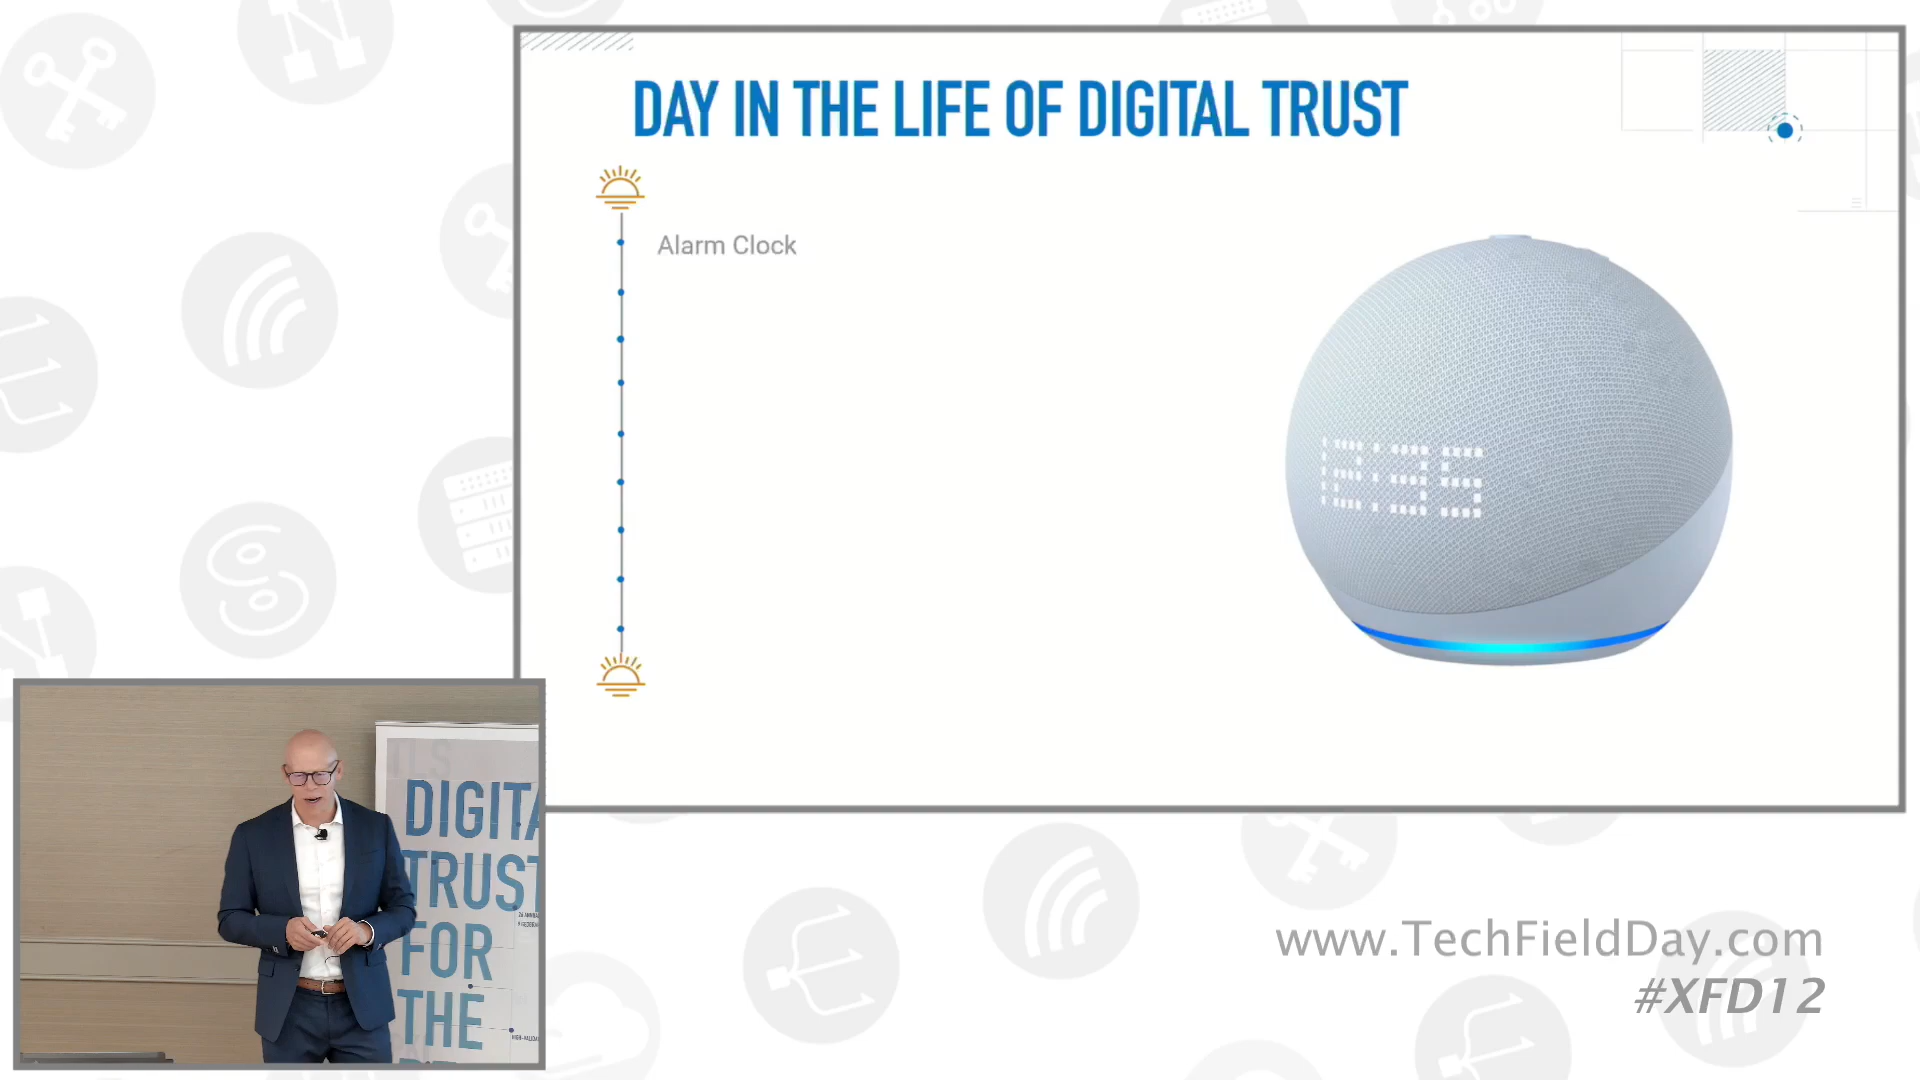 DAY IN THE LIFE OF DIGITAL TRUST
Alarm Clock
12:35
DIGITA
TRUST
FOR
THE
www.TechFieldDay.com
#XFD12